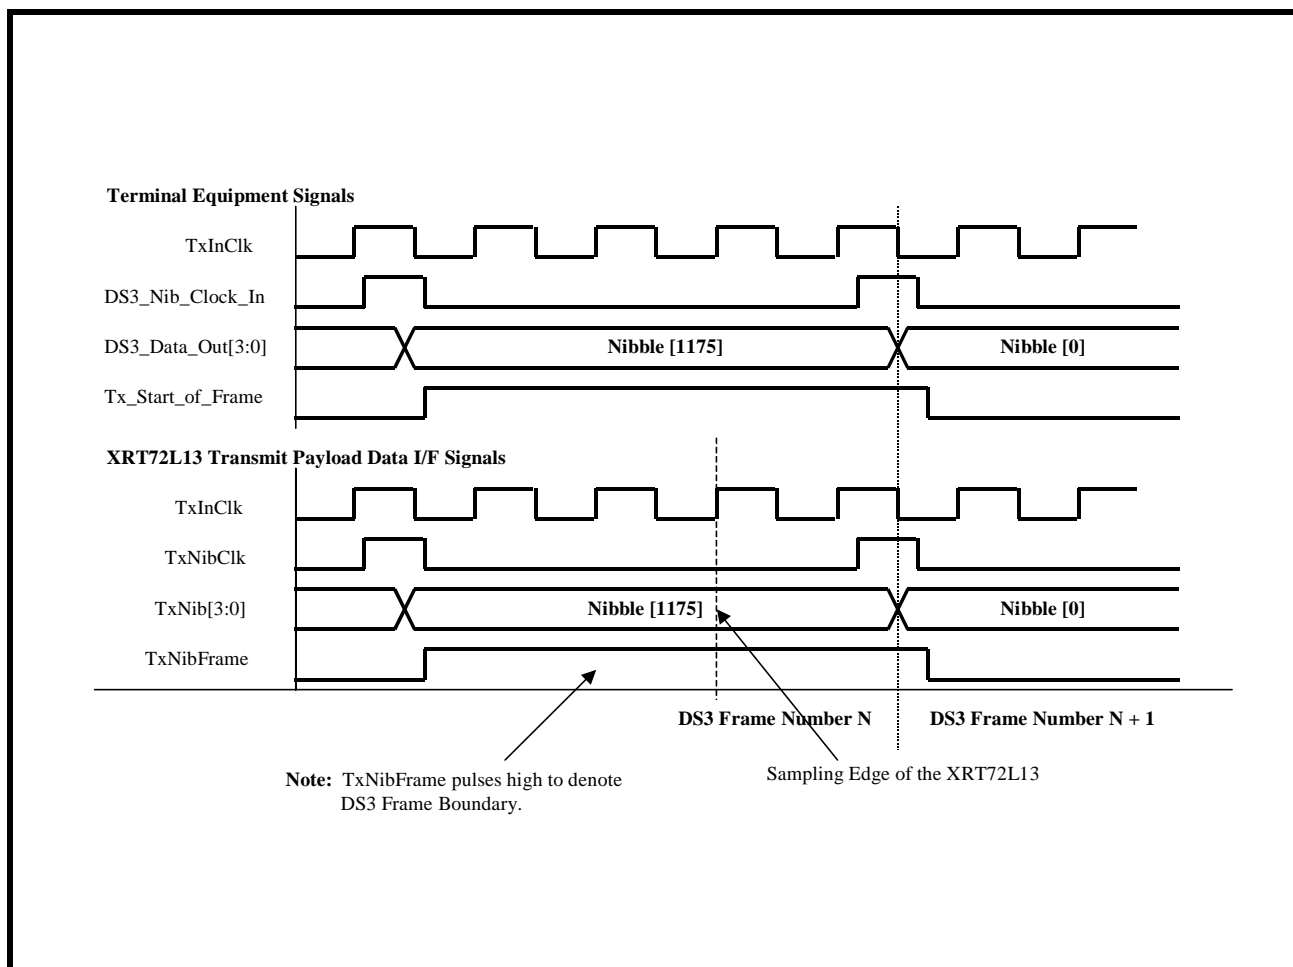 Terminal Equipment Signals
TxInClk
DS3_Nib_Clock_In
DS3_Data_Out[3:0]
Nibble [1175]
Nibble [0]
Tx_Start_of_Frame
XRT72L13 Transmit Payload Data I/F Signals
TxInClk
TxNibClk
TxNib[3:0]
Nibble [1175]
Nibble [0]
TxNibFrame
DS3 Frame Number N
DS3 Frame Number N + 1
Note: TxNibFrame pulses high to denote
DS3 Frame Boundary.
Sampling Edge of the XRT72L13